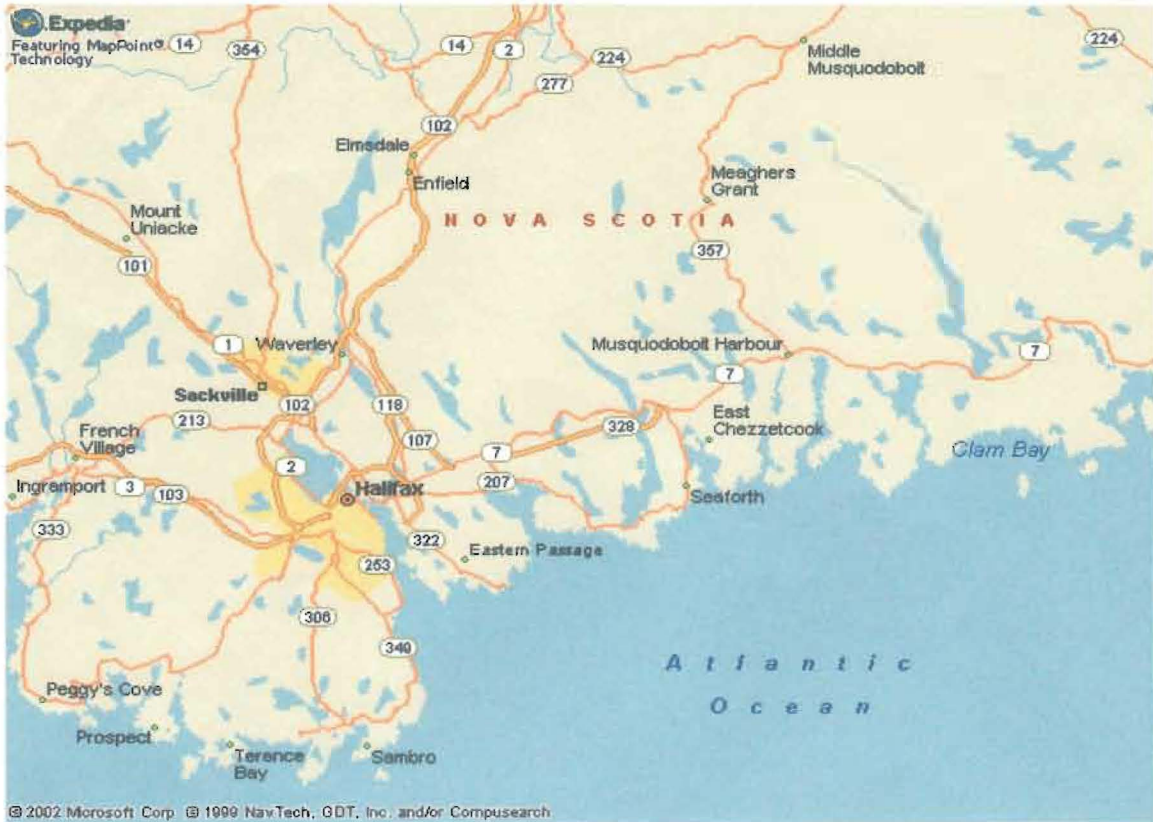 Expedia
Featuring MapPoint®
Technology
14
354
14
2
224
277
Middle
Musquodoboit
224
102
Elmsdale
Enfield
Meaghers
Grant
NOVA SCOTIA
Mount
Uniacke
101
357
1
Waverley
Musquodoboit Harbour
7
7
Sackville
102
118
213
French
Village
107
328
East
Chezzetcook
7
Clam Bay
2
Ingramport
3
103
Halifax
207
Seaforth
333
322
Eastern Passage
253
306
349
Atlantic
Ocean
Peggy's Cove
Prospect
Terence
Bay
Sambro
© 2002 Microsoft Corp © 1999 NavTech, GDT, Inc. and/or Compusearch